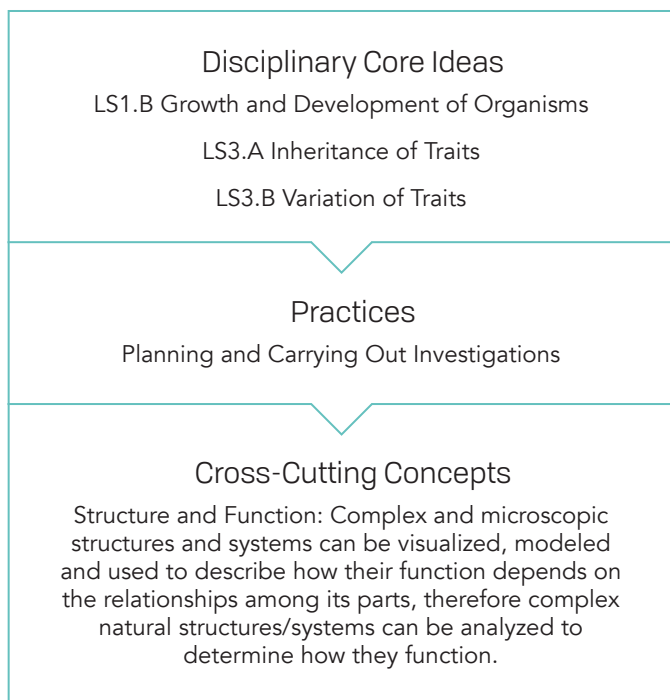 Disciplinary Core Ideas
LS1.B Growth and Development of Organisms
LS3.A Inheritance of Traits
LS3.B Variation of Traits
Practices
Planning and Carrying Out Investigations
Cross-Cutting Concepts
Structure and Function: Complex and microscopic
structures and systems can be visualized, modeled
and used to describe how their function depends on
the relationships among its parts, therefore complex
natural structures/systems can be analyzed to
determine how they function.